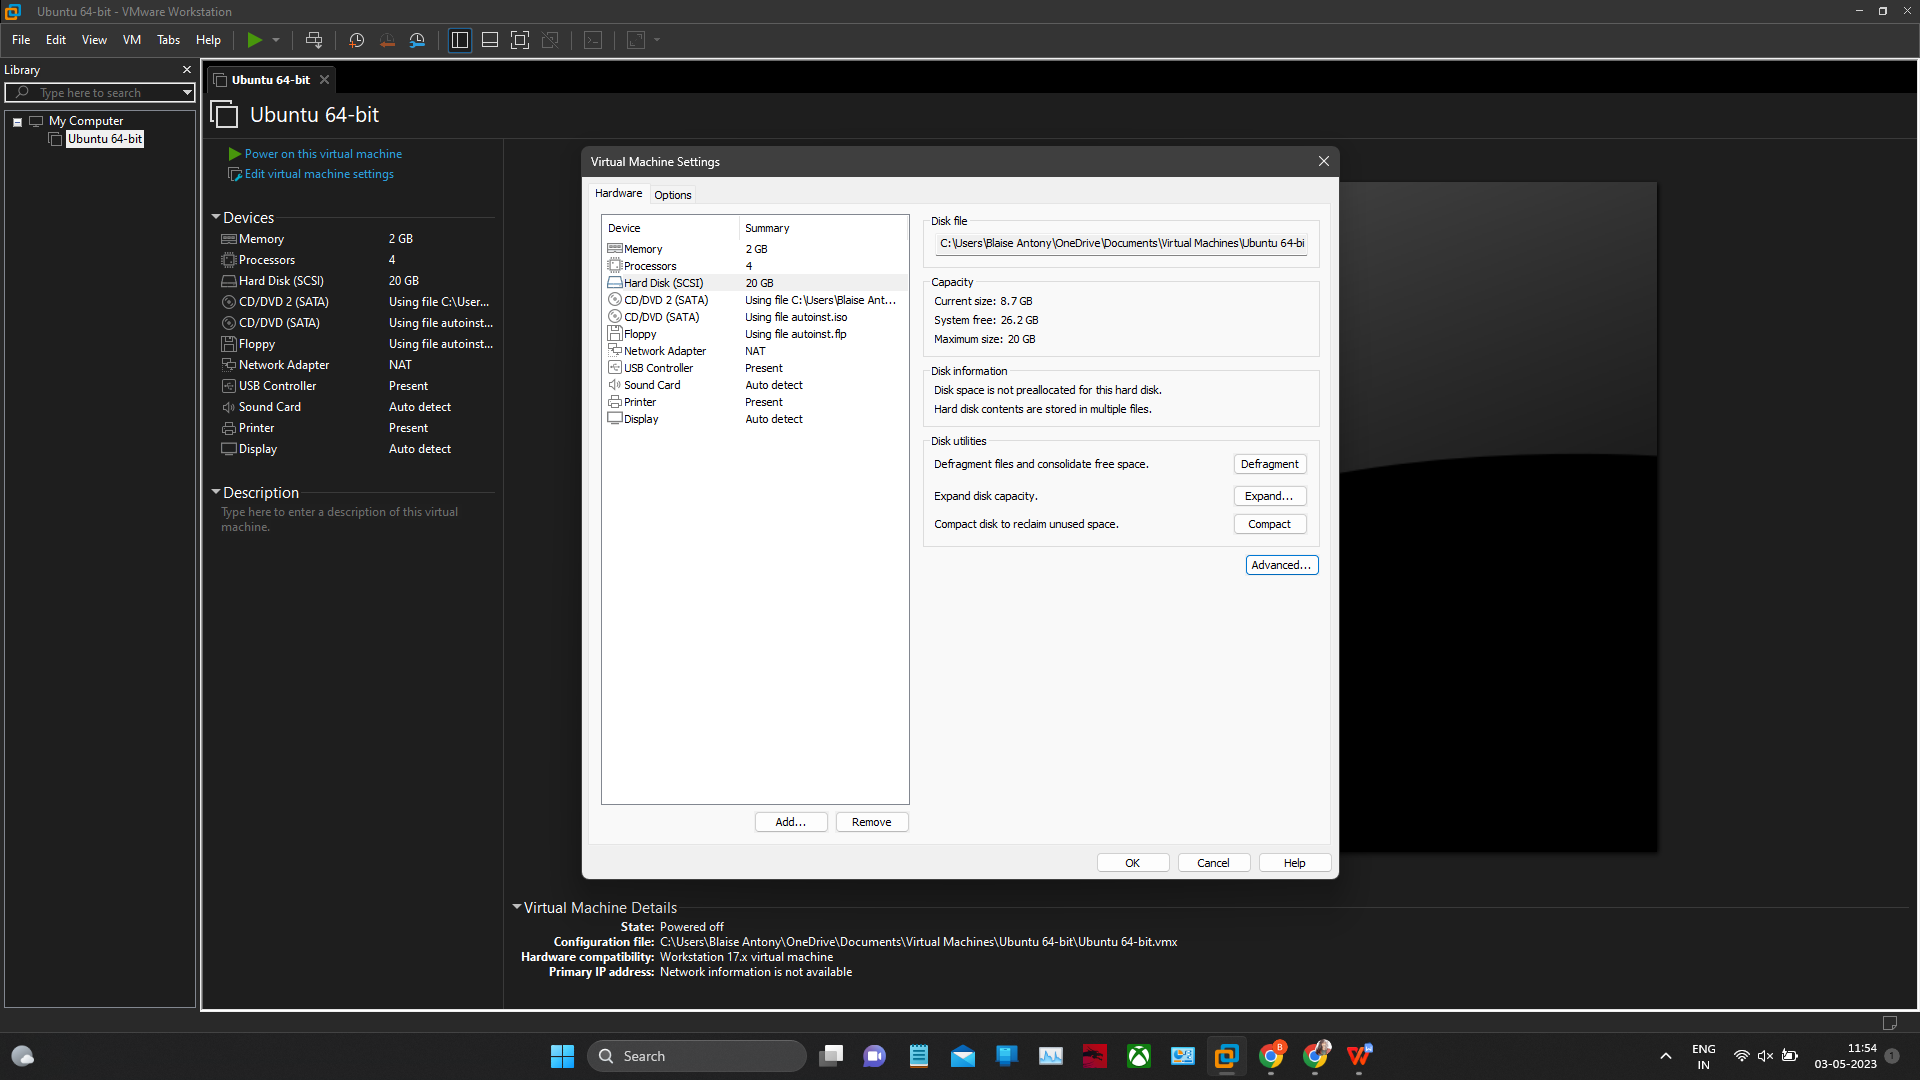 Ubuntu 64-bit - VMware Workstation
File Edit View VM Tabs Help
Library
Type here to search
My Computer
Ubuntu 64-bit
Ubuntu 64-bit
Ubuntu 64-bit
Power on this virtual machine
Edit virtual machine settings
Devices
Memory 2 GB
Processors 4
Hard Disk (SCSI) 20 GB
CD/DVD 2 (SATA) Using file C:\User...
CD/DVD (SATA) Using file autoinst...
Floppy Using file autoinst...
Network Adapter NAT
USB Controller Present
Sound Card Auto detect
Printer Present
Display Auto detect
Description
Type here to enter a description of this virtual
machine.
Virtual Machine Settings
Hardware Options
Device Summary
Memory 2 GB
Processors 4
Hard Disk (SCSI) 20 GB
CD/DVD 2 (SATA) Using file C:\Users\Blaise Ant...
CD/DVD (SATA) Using file autoinst.iso
Floppy Using file autoinst.flp
Network Adapter NAT
USB Controller Present
Sound Card Auto detect
Printer Present
Display Auto detect
Add... Remove
Disk file
C:\Users\Blaise Antony\OneDrive\Documents\Virtual Machines\Ubuntu 64-bi
Capacity
Current size: 8.7 GB
System free: 26.2 GB
Maximum size: 20 GB
Disk information
Disk space is not preallocated for this hard disk.
Hard disk contents are stored in multiple files.
Disk utilities
Defragment files and consolidate free space. Defragment
Expand disk capacity. Expand...
Compact disk to reclaim unused space. Compact
Advanced...
OK Cancel Help
Virtual Machine Details
State: Powered off
Configuration file: C:\Users\Blaise Antony\OneDrive\Documents\Virtual Machines\Ubuntu 64-bit\Ubuntu 64-bit.vmx
Hardware compatibility: Workstation 17.x virtual machine
Primary IP address: Network information is not available
Search
B
ENG
IN
11:54
03-05-2023
1